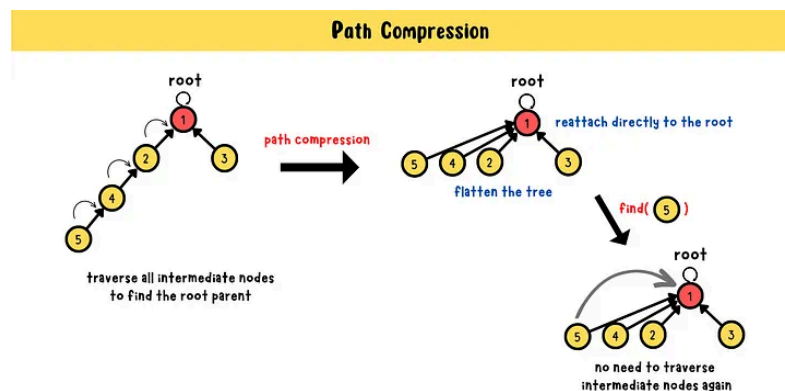 Path Compression
root
1
2
3
4
5
traverse all intermediate nodes
to find the root parent
path compression
root
1
reattach directly to the root
5
4
2
3
flatten the tree
find( 5 )
root
1
5
4
2
3
no need to traverse
intermediate nodes again